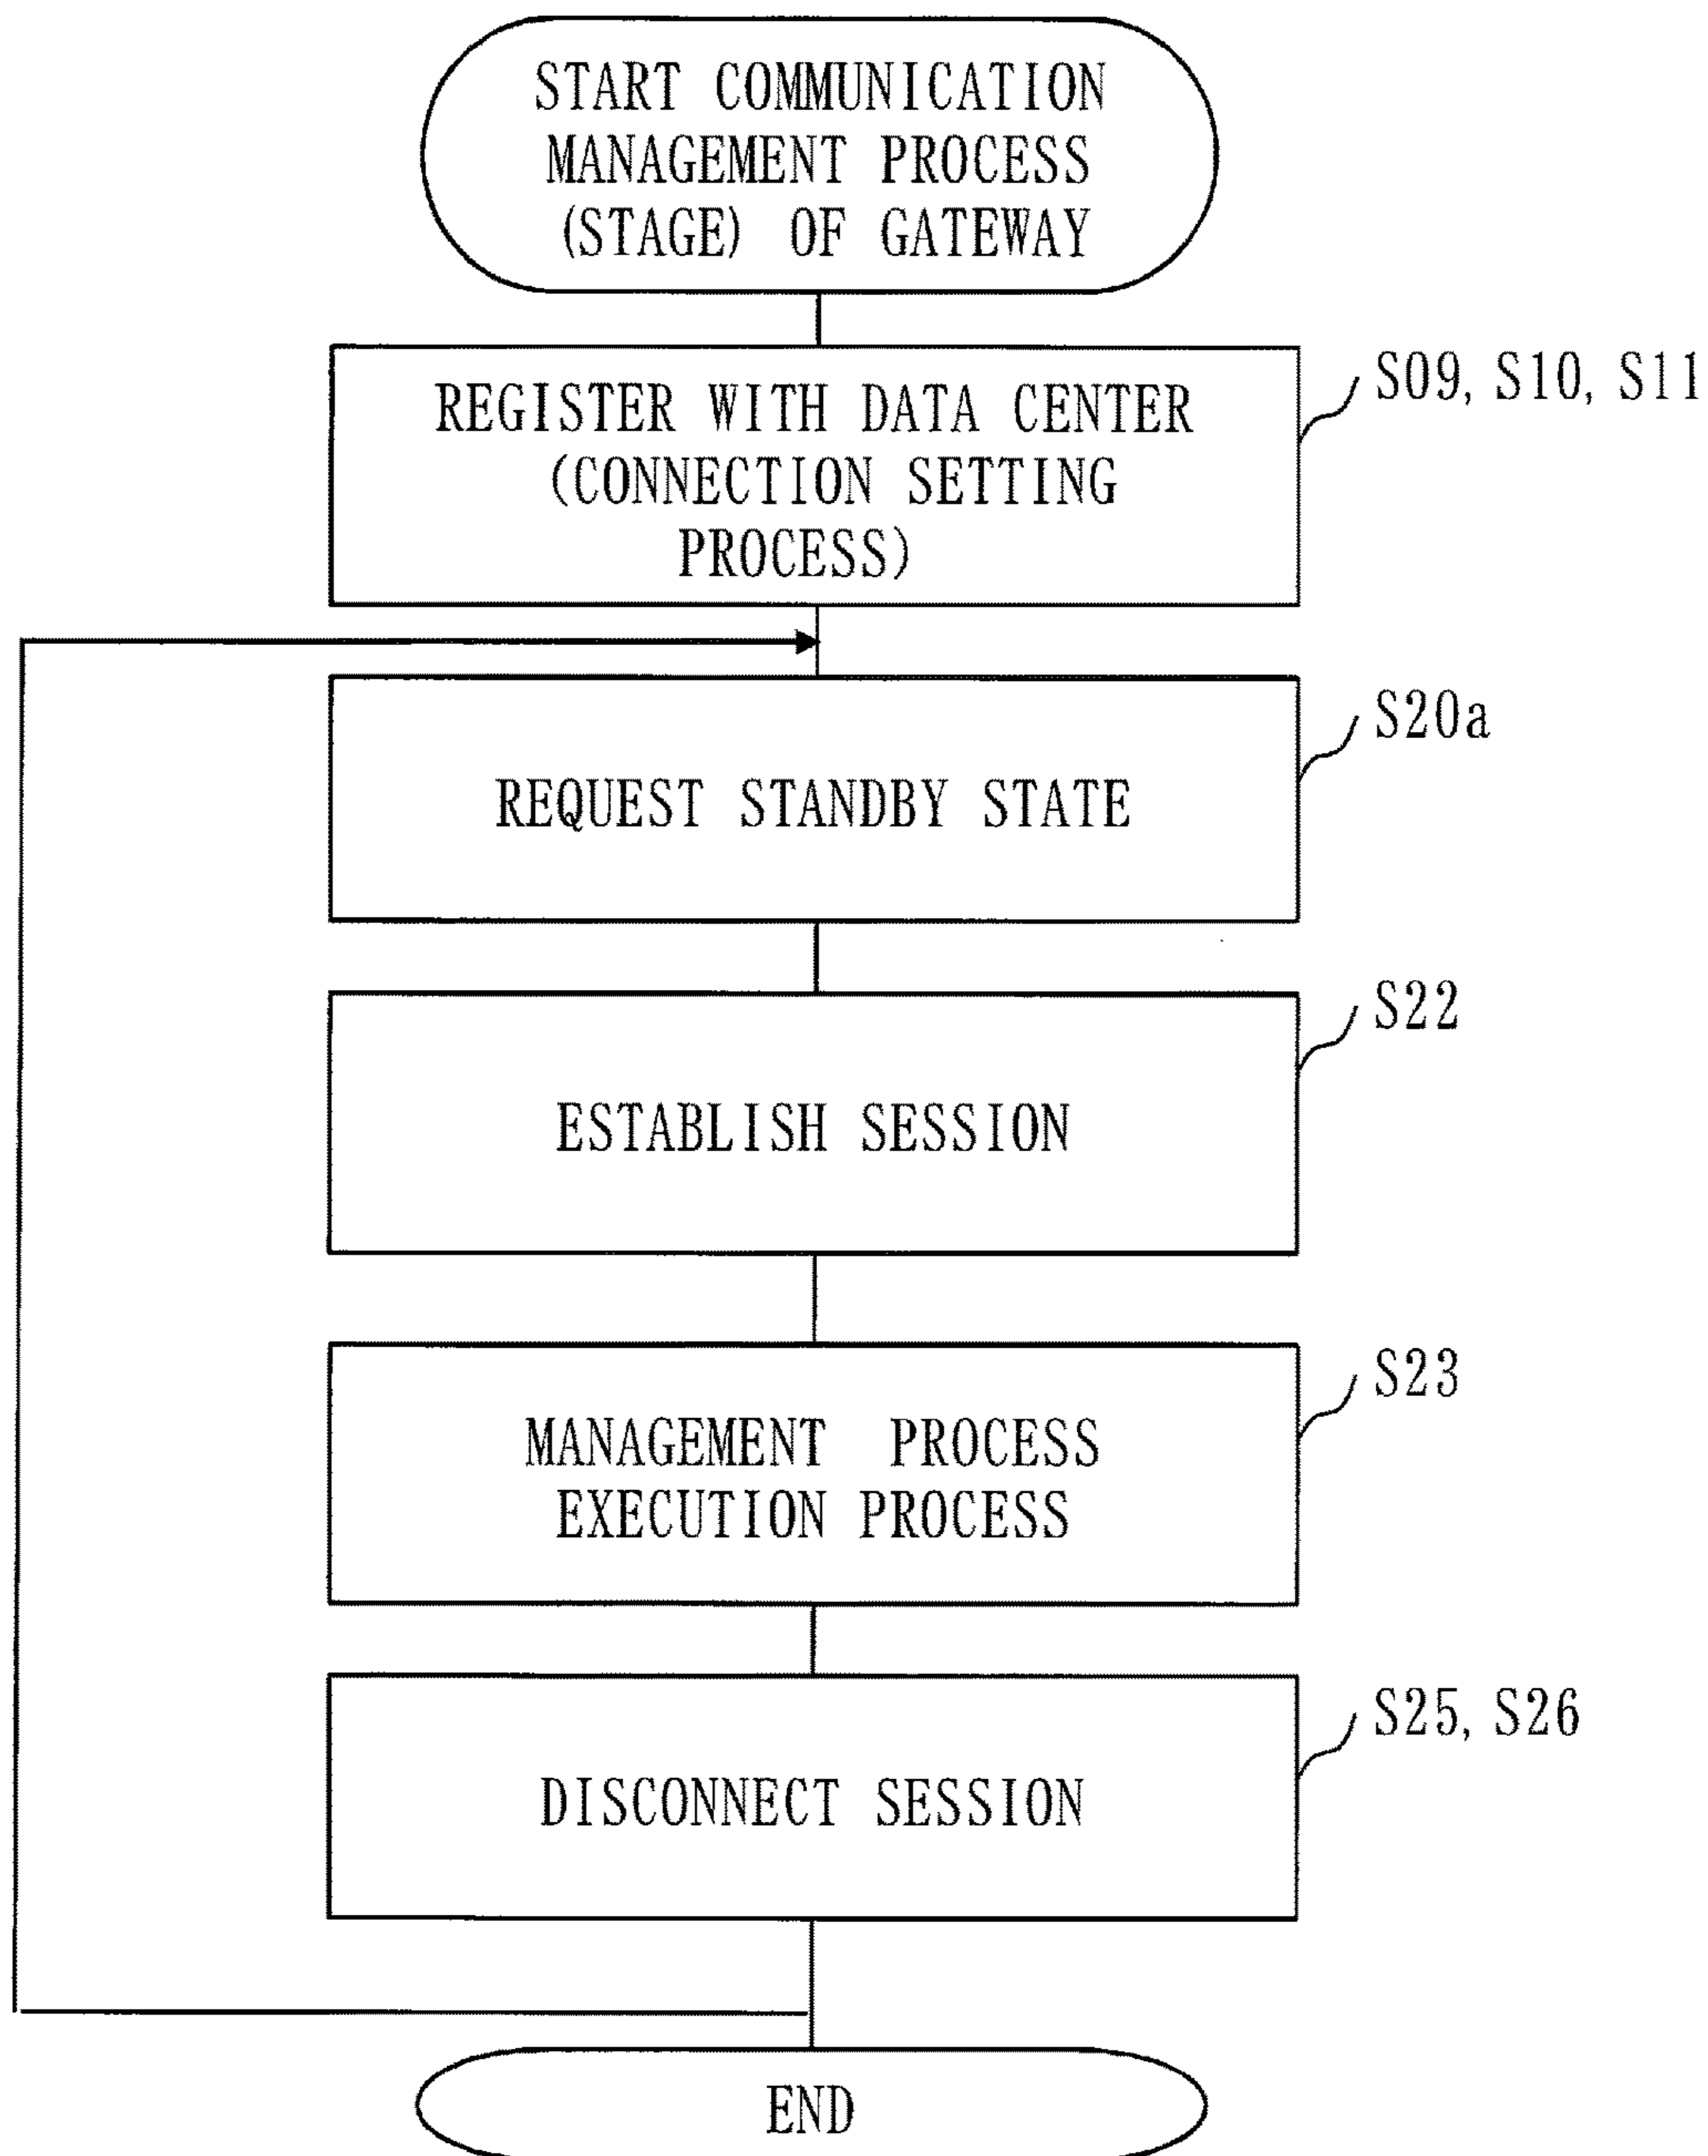 START COMMUNICATION
MANAGEMENT PROCESS
(STAGE) OF GATEWAY
REGISTER WITH DATA CENTER
(CONNECTION SETTING
PROCESS)
S09, S10, S11
REQUEST STANDBY STATE
S20a
ESTABLISH SESSION
S22
MANAGEMENT PROCESS
EXECUTION PROCESS
S23
DISCONNECT SESSION
S25, S26
END